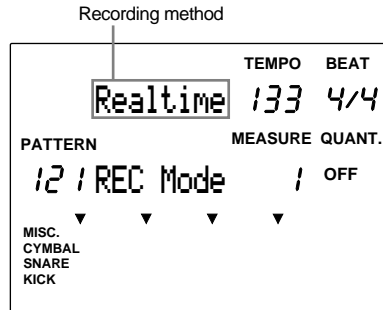 Recording method
TEMPO BEAT
Realtime 133 4/4
PATTERN MEASURE QUANT.
121 REC Mode 1 OFF
MISC.
CYMBAL
SNARE
KICK